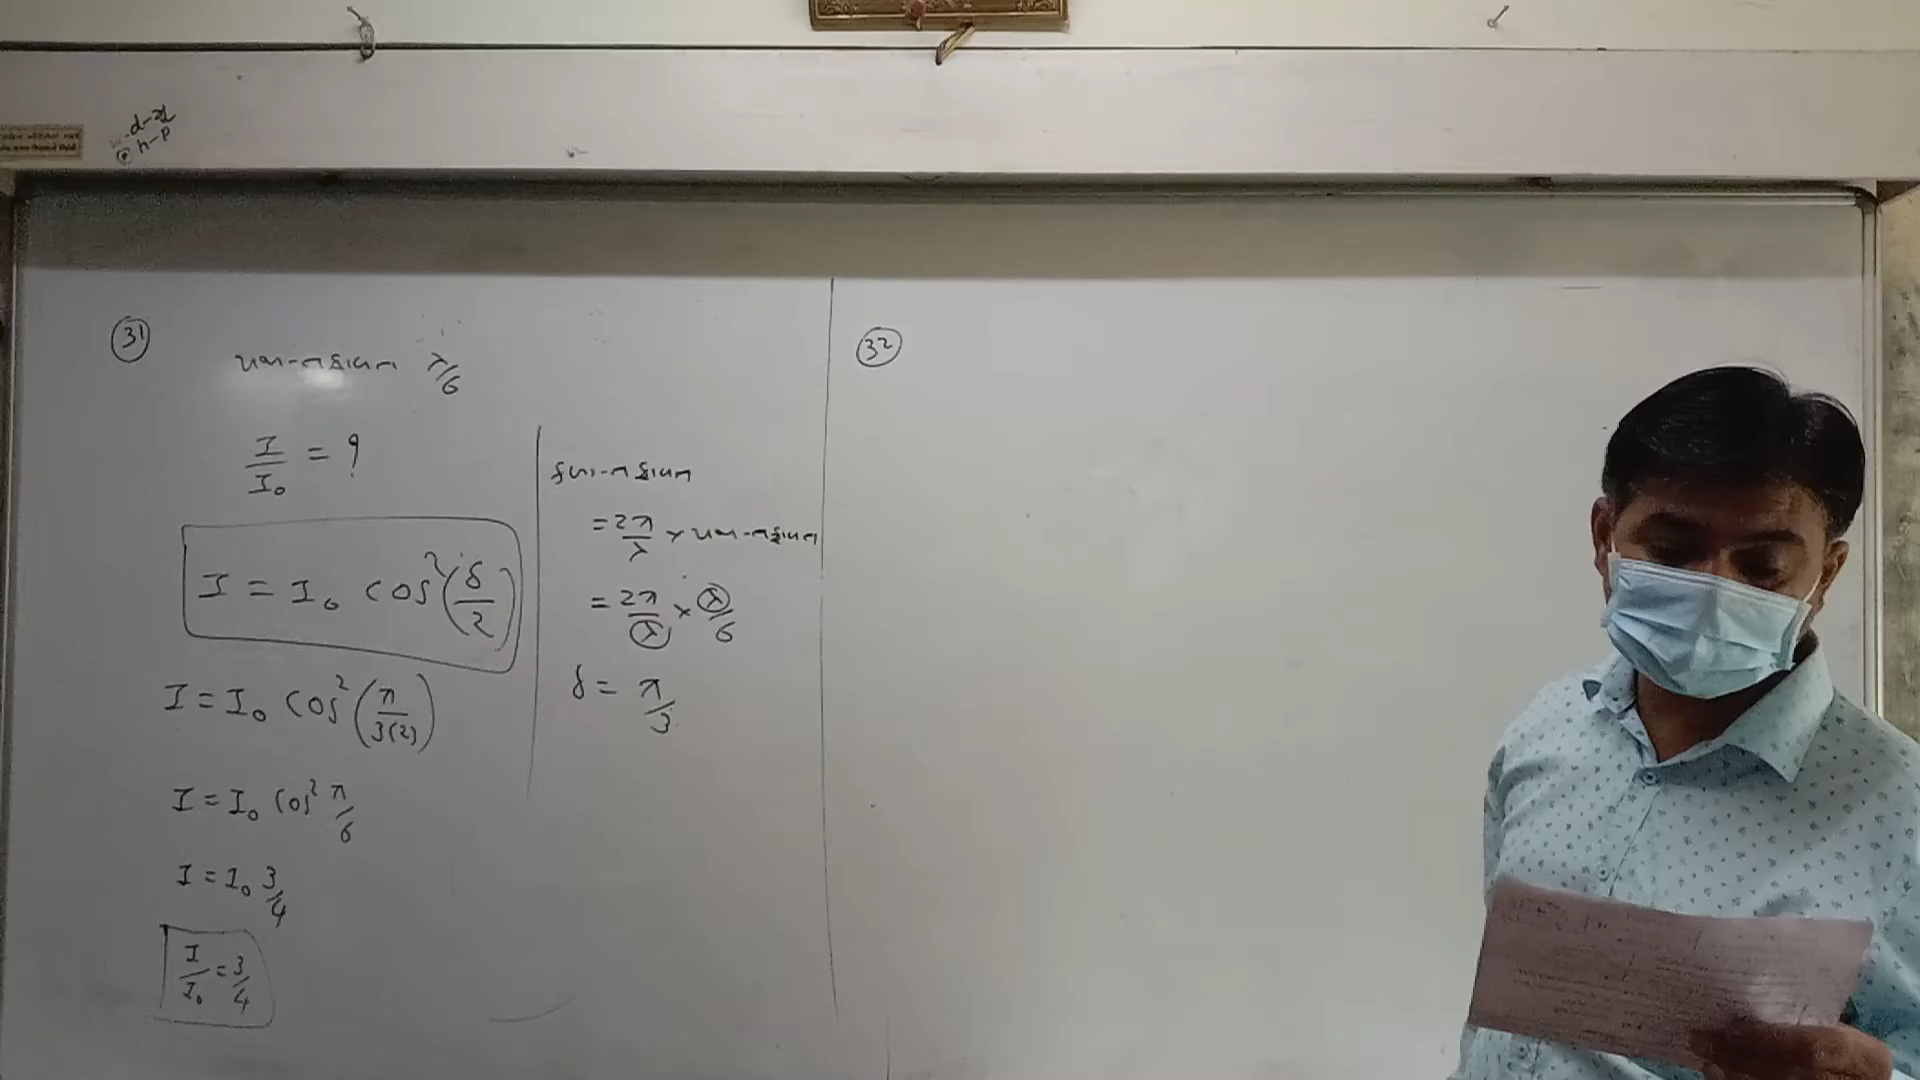 d-અ
n-p
31
પથ-તફાવત λ/6
I/I₀ = ?
I = I₀ cos²(δ/2)
I = I₀ cos²(π/3(2))
I = I₀ cos² π/6
I = I₀ 3/4
I/I₀ = 3/4
કળા-તફાવત
= 2π/λ × પથ-તફાવત
= 2π/λ × λ/6
δ = π/3
32